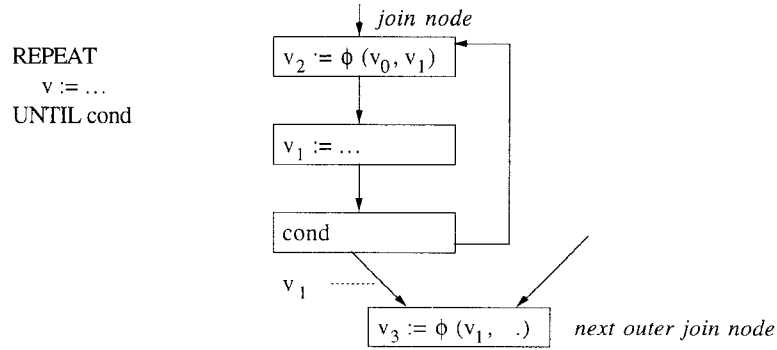 join node
REPEAT
v := ...
UNTIL cond
v2 := ϕ (v0, v1)
v1 := ...
cond
v1
v3 := ϕ (v1, .)
next outer join node